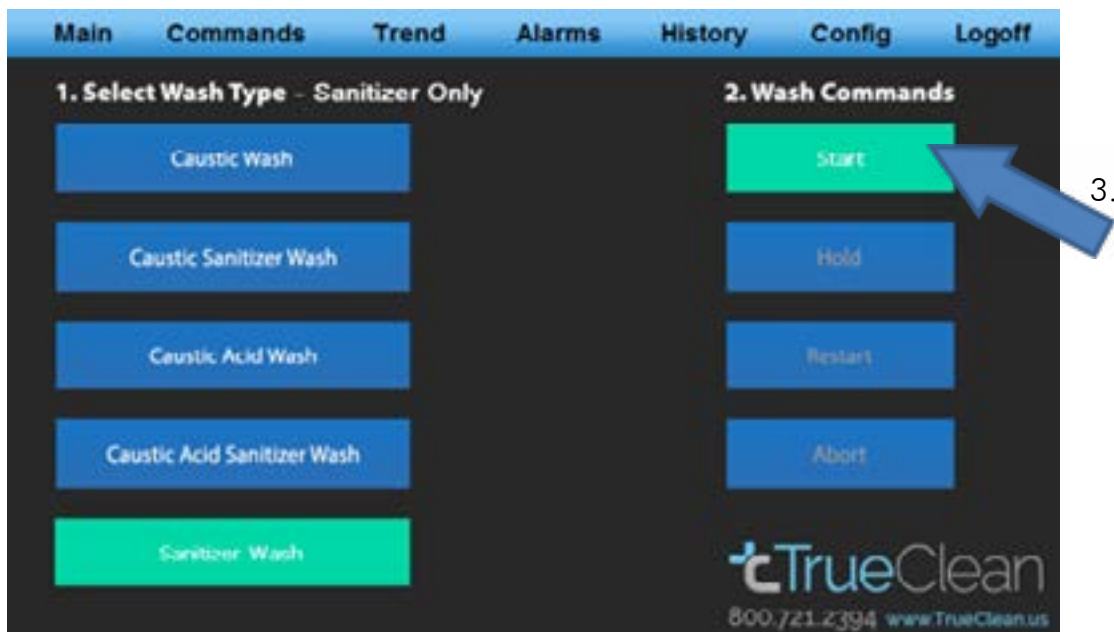 Main Commands Trend Alarms History Config Logoff
1. Select Wash Type - Sanitizer Only
Caustic Wash
Caustic Sanitizer Wash
Caustic Acid Wash
Caustic Acid Sanitizer Wash
Sanitizer Wash
2. Wash Commands
Start
Hold
Restart
Abort
3.
TrueClean
800.721.2394 www.TrueClean.us